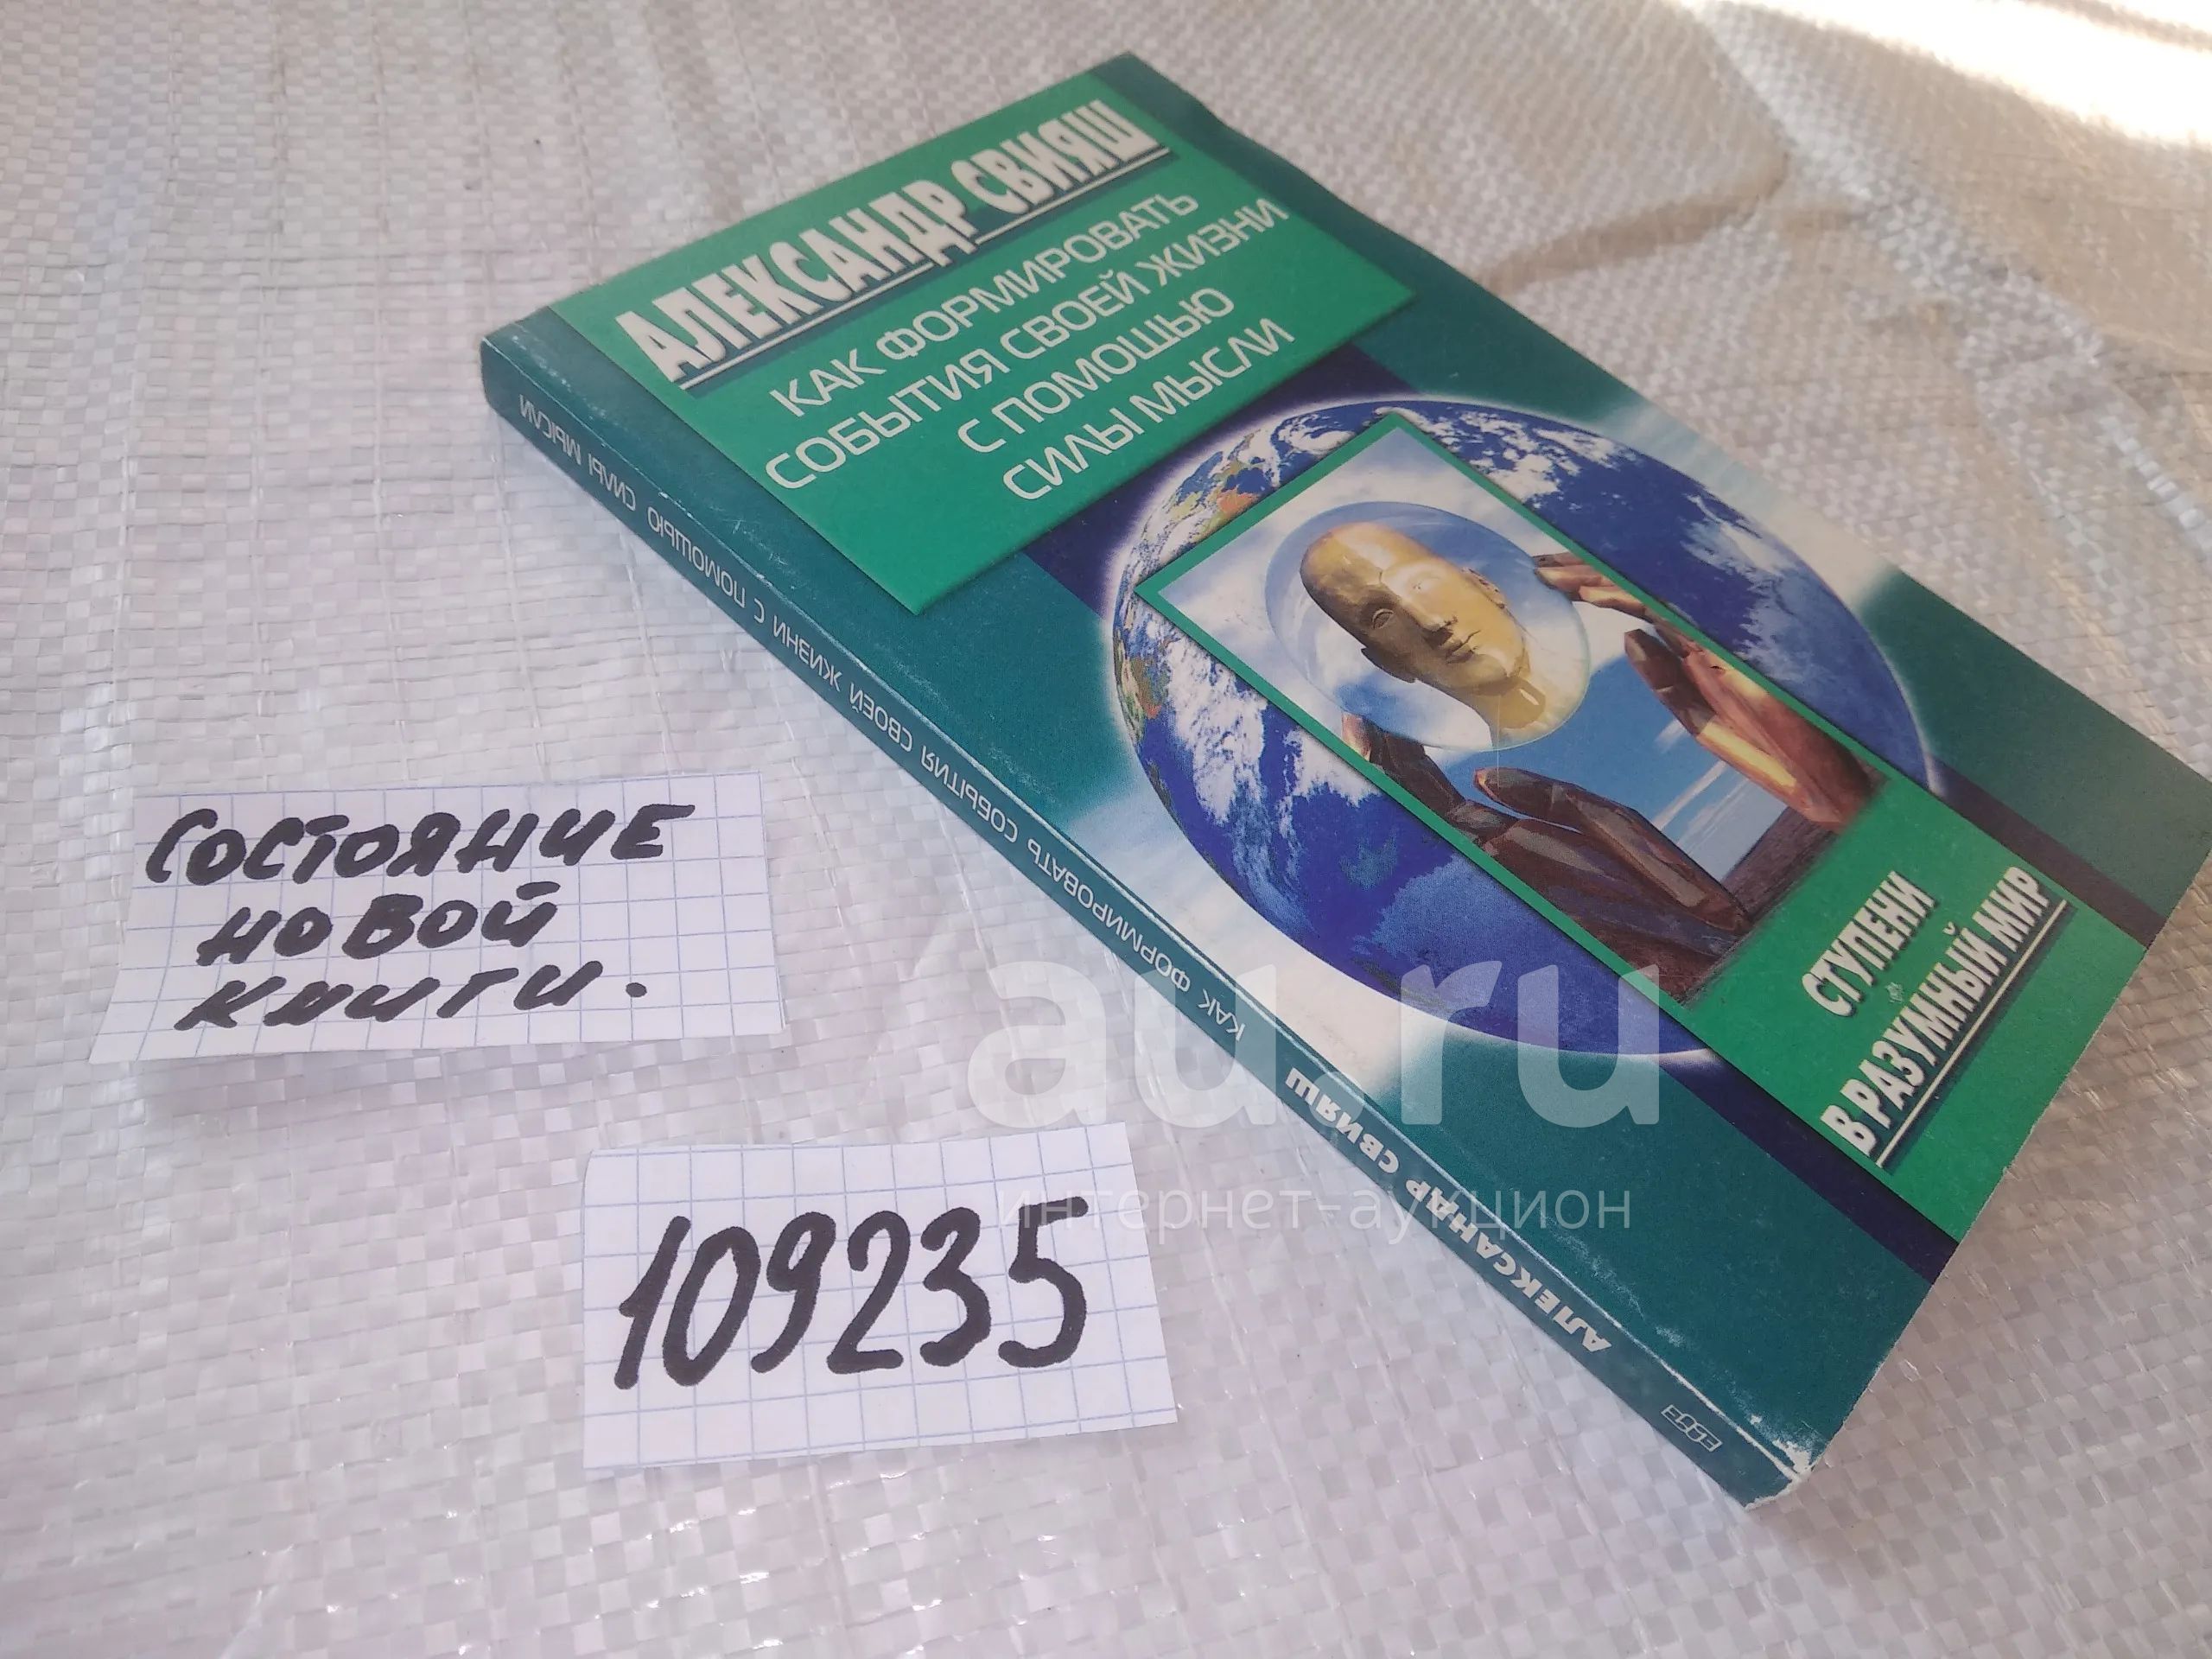 АЛЕКСАНДР СВИЯШ
КАК ФОРМИРОВАТЬ
СОБЫТИЯ СВОЕЙ ЖИЗНИ
С ПОМОЩЬЮ
СИЛЫ МЫСЛИ
СТУПЕНИ
В РАЗУМНЫЙ МИР
АЛЕКСАНДР СВИЯШ КАК ФОРМИРОВАТЬ СОБЫТИЯ СВОЕЙ ЖИЗНИ С ПОМОЩЬЮ СИЛЫ МЫСЛИ
СОСТОЯНИЕ
НОВОЙ
КНИГИ.
109235
au.ru
интернет-аукцион